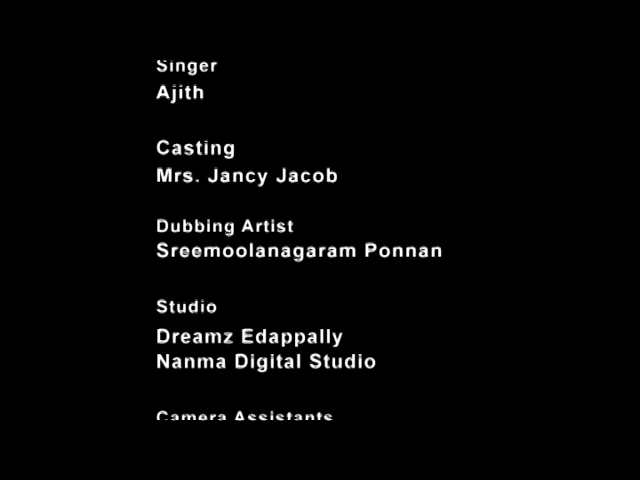 Singer
Ajith
Casting
Mrs. Jancy Jacob
Dubbing Artist
Sreemoolanagaram Ponnan
Studio
Dreamz Edappally
Nanma Digital Studio
Camera Assistants